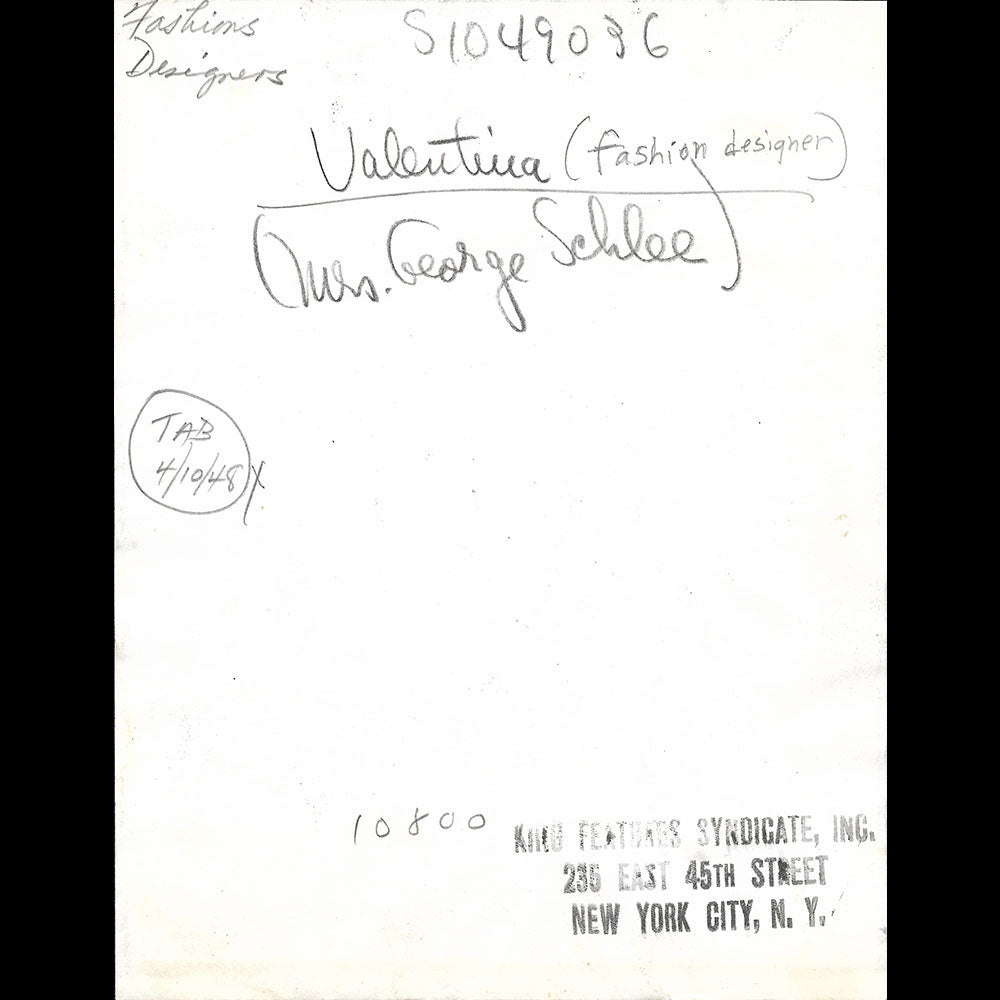 Fashions
Designers
S1049036
Valentina (fashion designer)
(Mrs. George Schlee)
TAB
4/10/48 X
10800
KING FEATURES SYNDICATE, INC.
235 EAST 45TH STREET
NEW YORK CITY, N. Y.